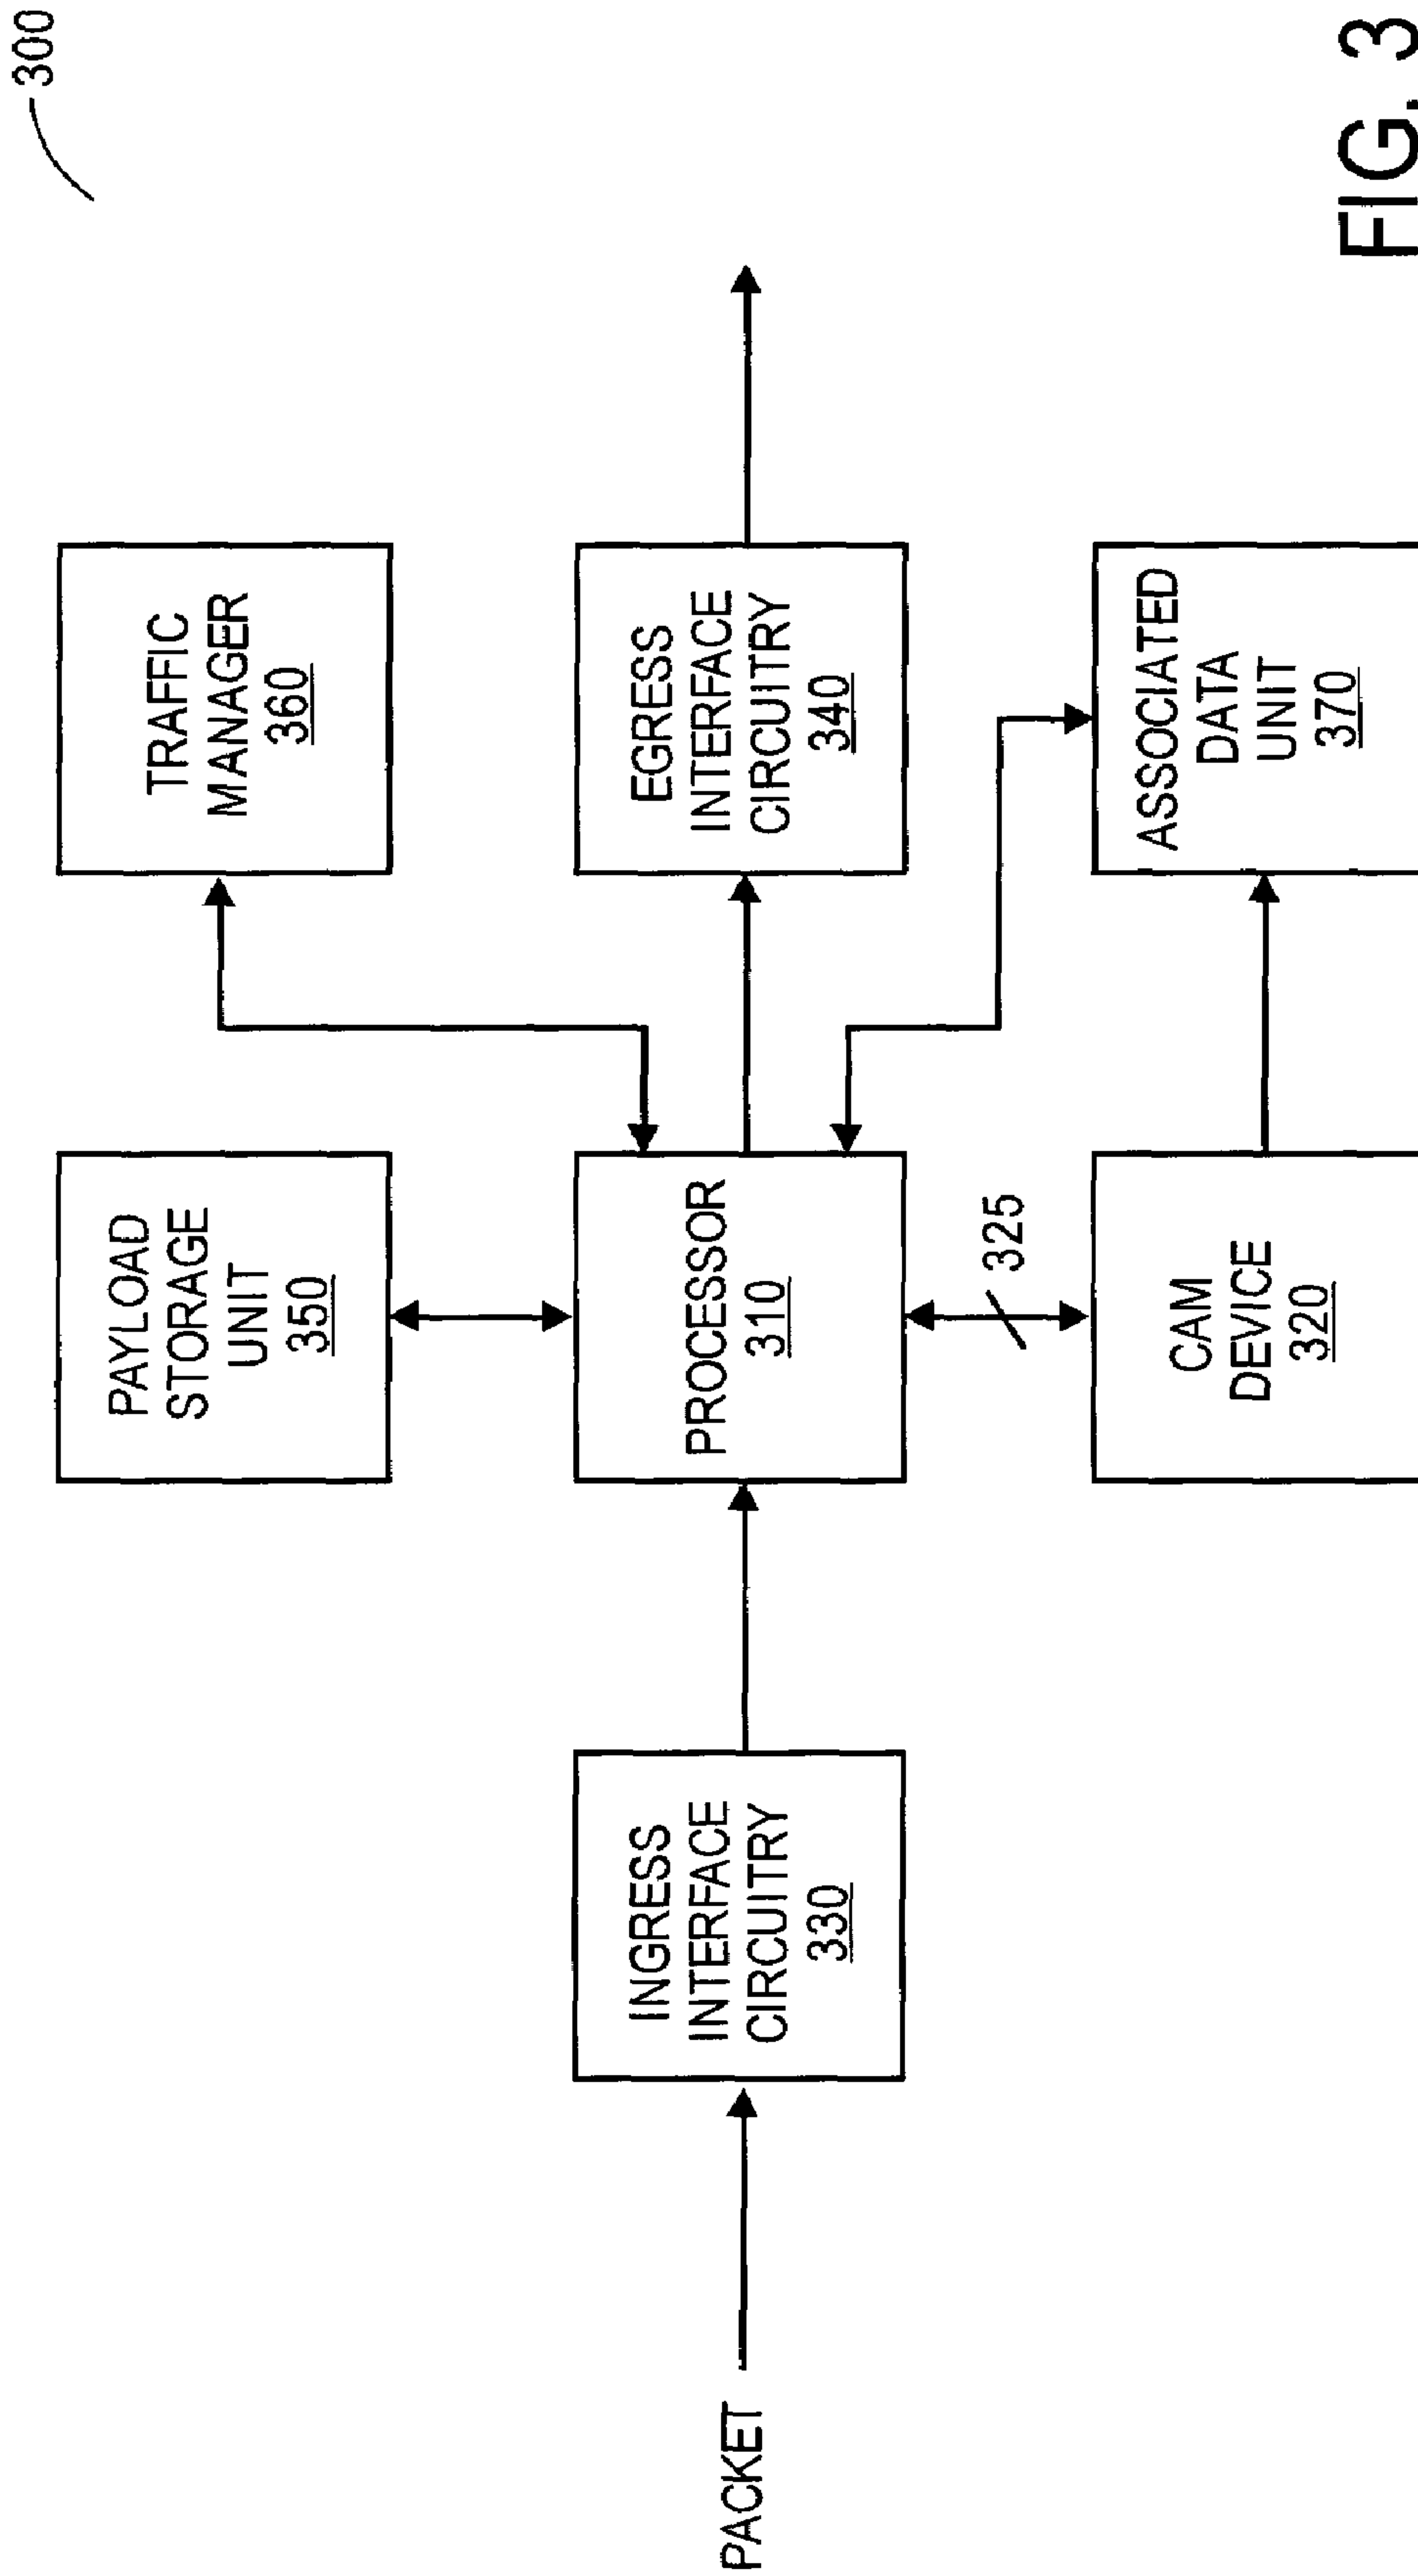 300
PAYLOAD
STORAGE
UNIT
350
TRAFFIC
MANAGER
360
PACKET
INGRESS
INTERFACE
CIRCUITRY
330
PROCESSOR
310
EGRESS
INTERFACE
CIRCUITRY
340
325
CAM
DEVICE
320
ASSOCIATED
DATA
UNIT
370
FIG. 3